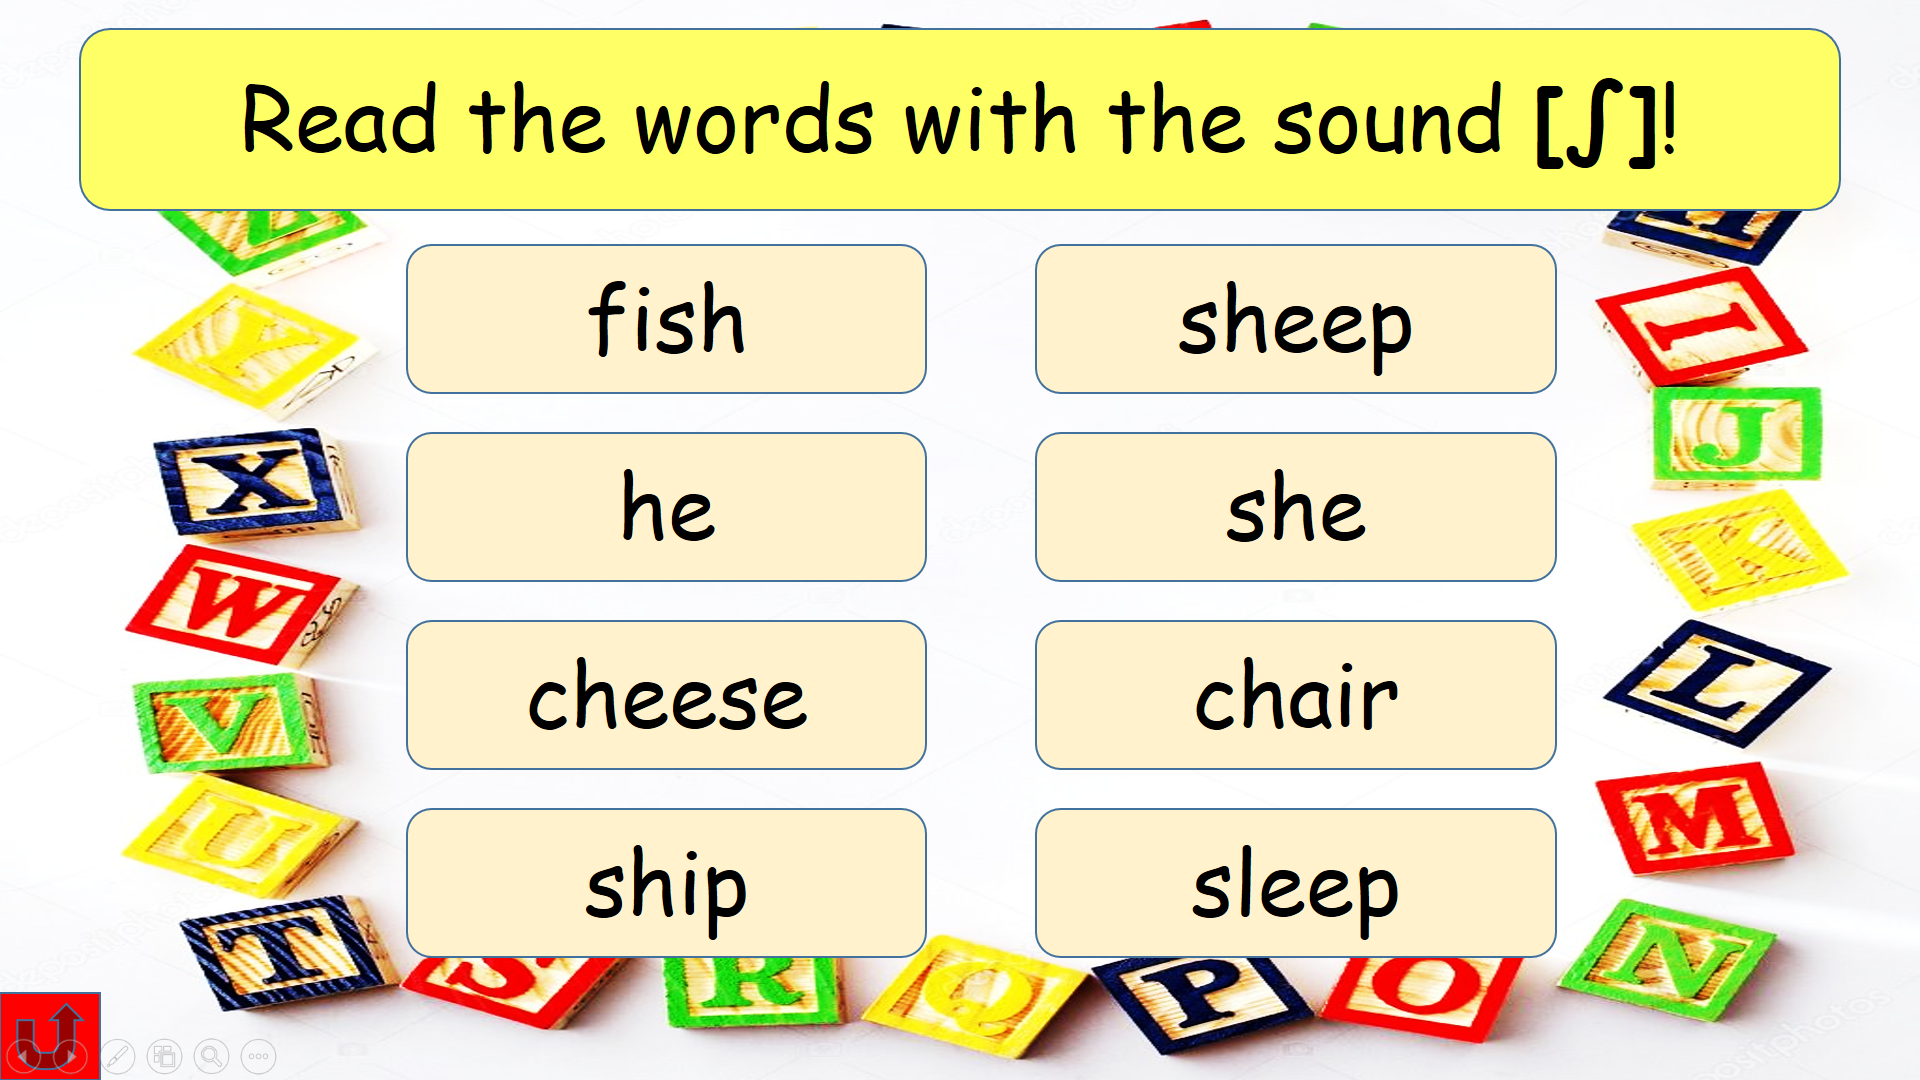 Read the words with the sound [ʃ]!
fish sheep
he she
cheese chair
ship sleep
Z
H
Y
I
X
J
W
K
V
L
U
M
T
S
R
Q
P
O
N